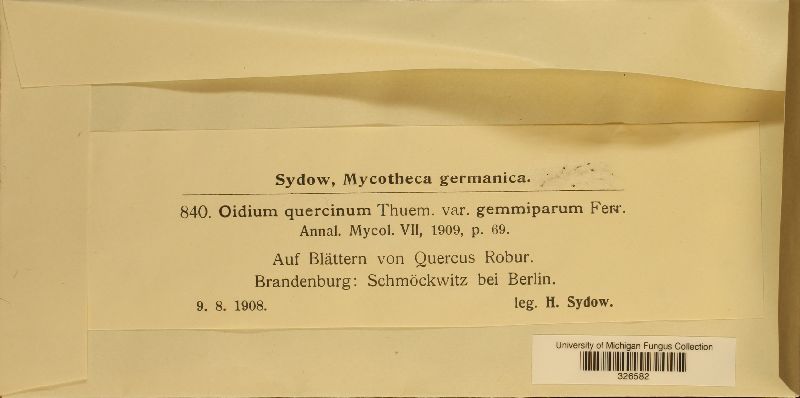 Sydow, Mycotheca germanica.
840. Oidium quercinum Thuem. var. gemmiparum Ferr.
Annal. Mycol. VII, 1909, p. 69.
Auf Blättern von Quercus Robur.
Brandenburg: Schmöckwitz bei Berlin.
9. 8. 1908. leg. H. Sydow.
University of Michigan Fungus Collection
326582